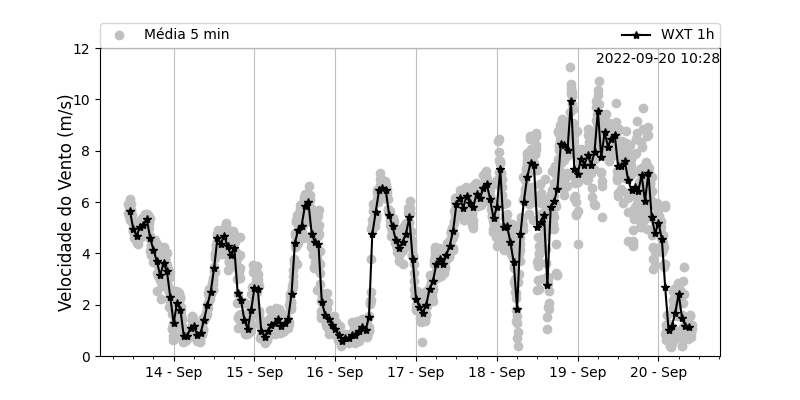 Média 5 min
WXT 1h
2022-09-20 10:28
Velocidade do Vento (m/s)
12
10
8
6
4
2
0
14 - Sep
15 - Sep
16 - Sep
17 - Sep
18 - Sep
19 - Sep
20 - Sep